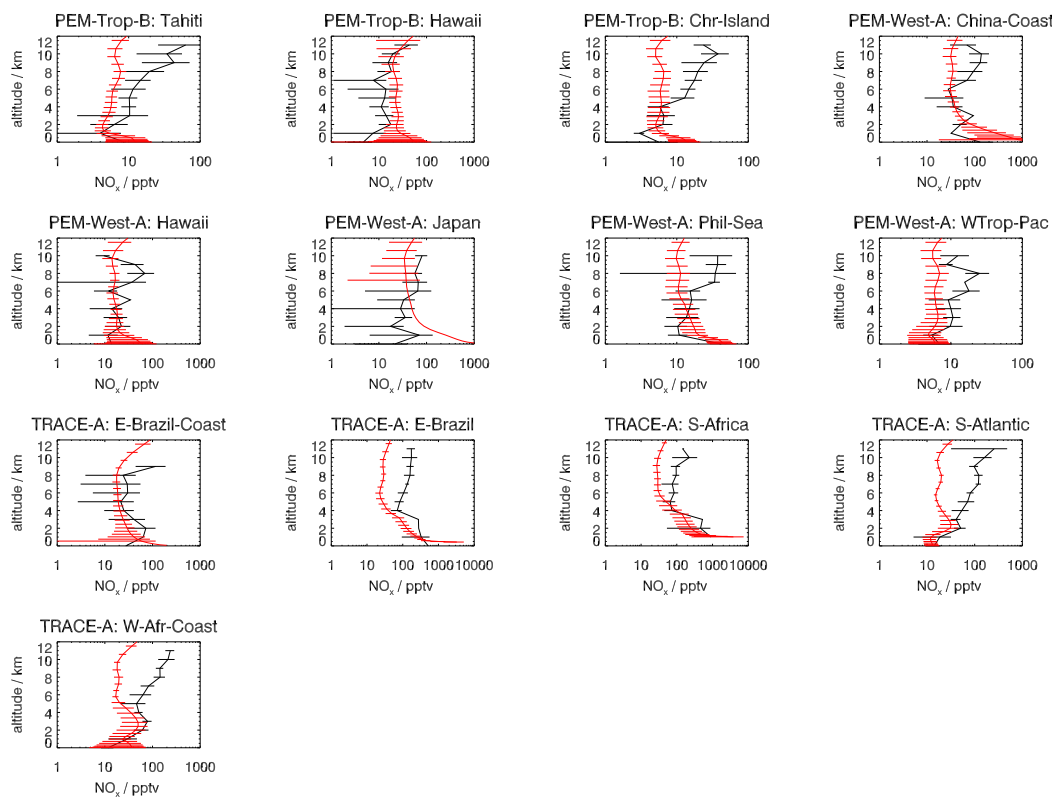 PEM-Trop-B: Tahiti
PEM-Trop-B: Hawaii
PEM-Trop-B: Chr-Island
PEM-West-A: China-Coast
altitude / km
12
10
8
6
4
2
0
1 10 100
NOx / pptv
altitude / km
12
10
8
6
4
2
0
1 10 100 1000
NOx / pptv
altitude / km
12
10
8
6
4
2
0
1 10 100
NOx / pptv
altitude / km
12
10
8
6
4
2
0
1 10 100 1000
NOx / pptv
PEM-West-A: Hawaii
PEM-West-A: Japan
PEM-West-A: Phil-Sea
PEM-West-A: WTrop-Pac
altitude / km
12
10
8
6
4
2
0
1 10 100 1000
NOx / pptv
altitude / km
12
10
8
6
4
2
0
1 10 100 1000
NOx / pptv
altitude / km
12
10
8
6
4
2
0
1 10 100 1000
NOx / pptv
altitude / km
12
10
8
6
4
2
0
1 10 100
NOx / pptv
TRACE-A: E-Brazil-Coast
TRACE-A: E-Brazil
TRACE-A: S-Africa
TRACE-A: S-Atlantic
altitude / km
12
10
8
6
4
2
0
1 10 100 1000
NOx / pptv
altitude / km
12
10
8
6
4
2
0
1 10 100 1000 10000
NOx / pptv
altitude / km
12
10
8
6
4
2
0
1 10 100 1000 10000
NOx / pptv
altitude / km
12
10
8
6
4
2
0
1 10 100 1000
NOx / pptv
TRACE-A: W-Afr-Coast
altitude / km
12
10
8
6
4
2
0
1 10 100 1000
NOx / pptv